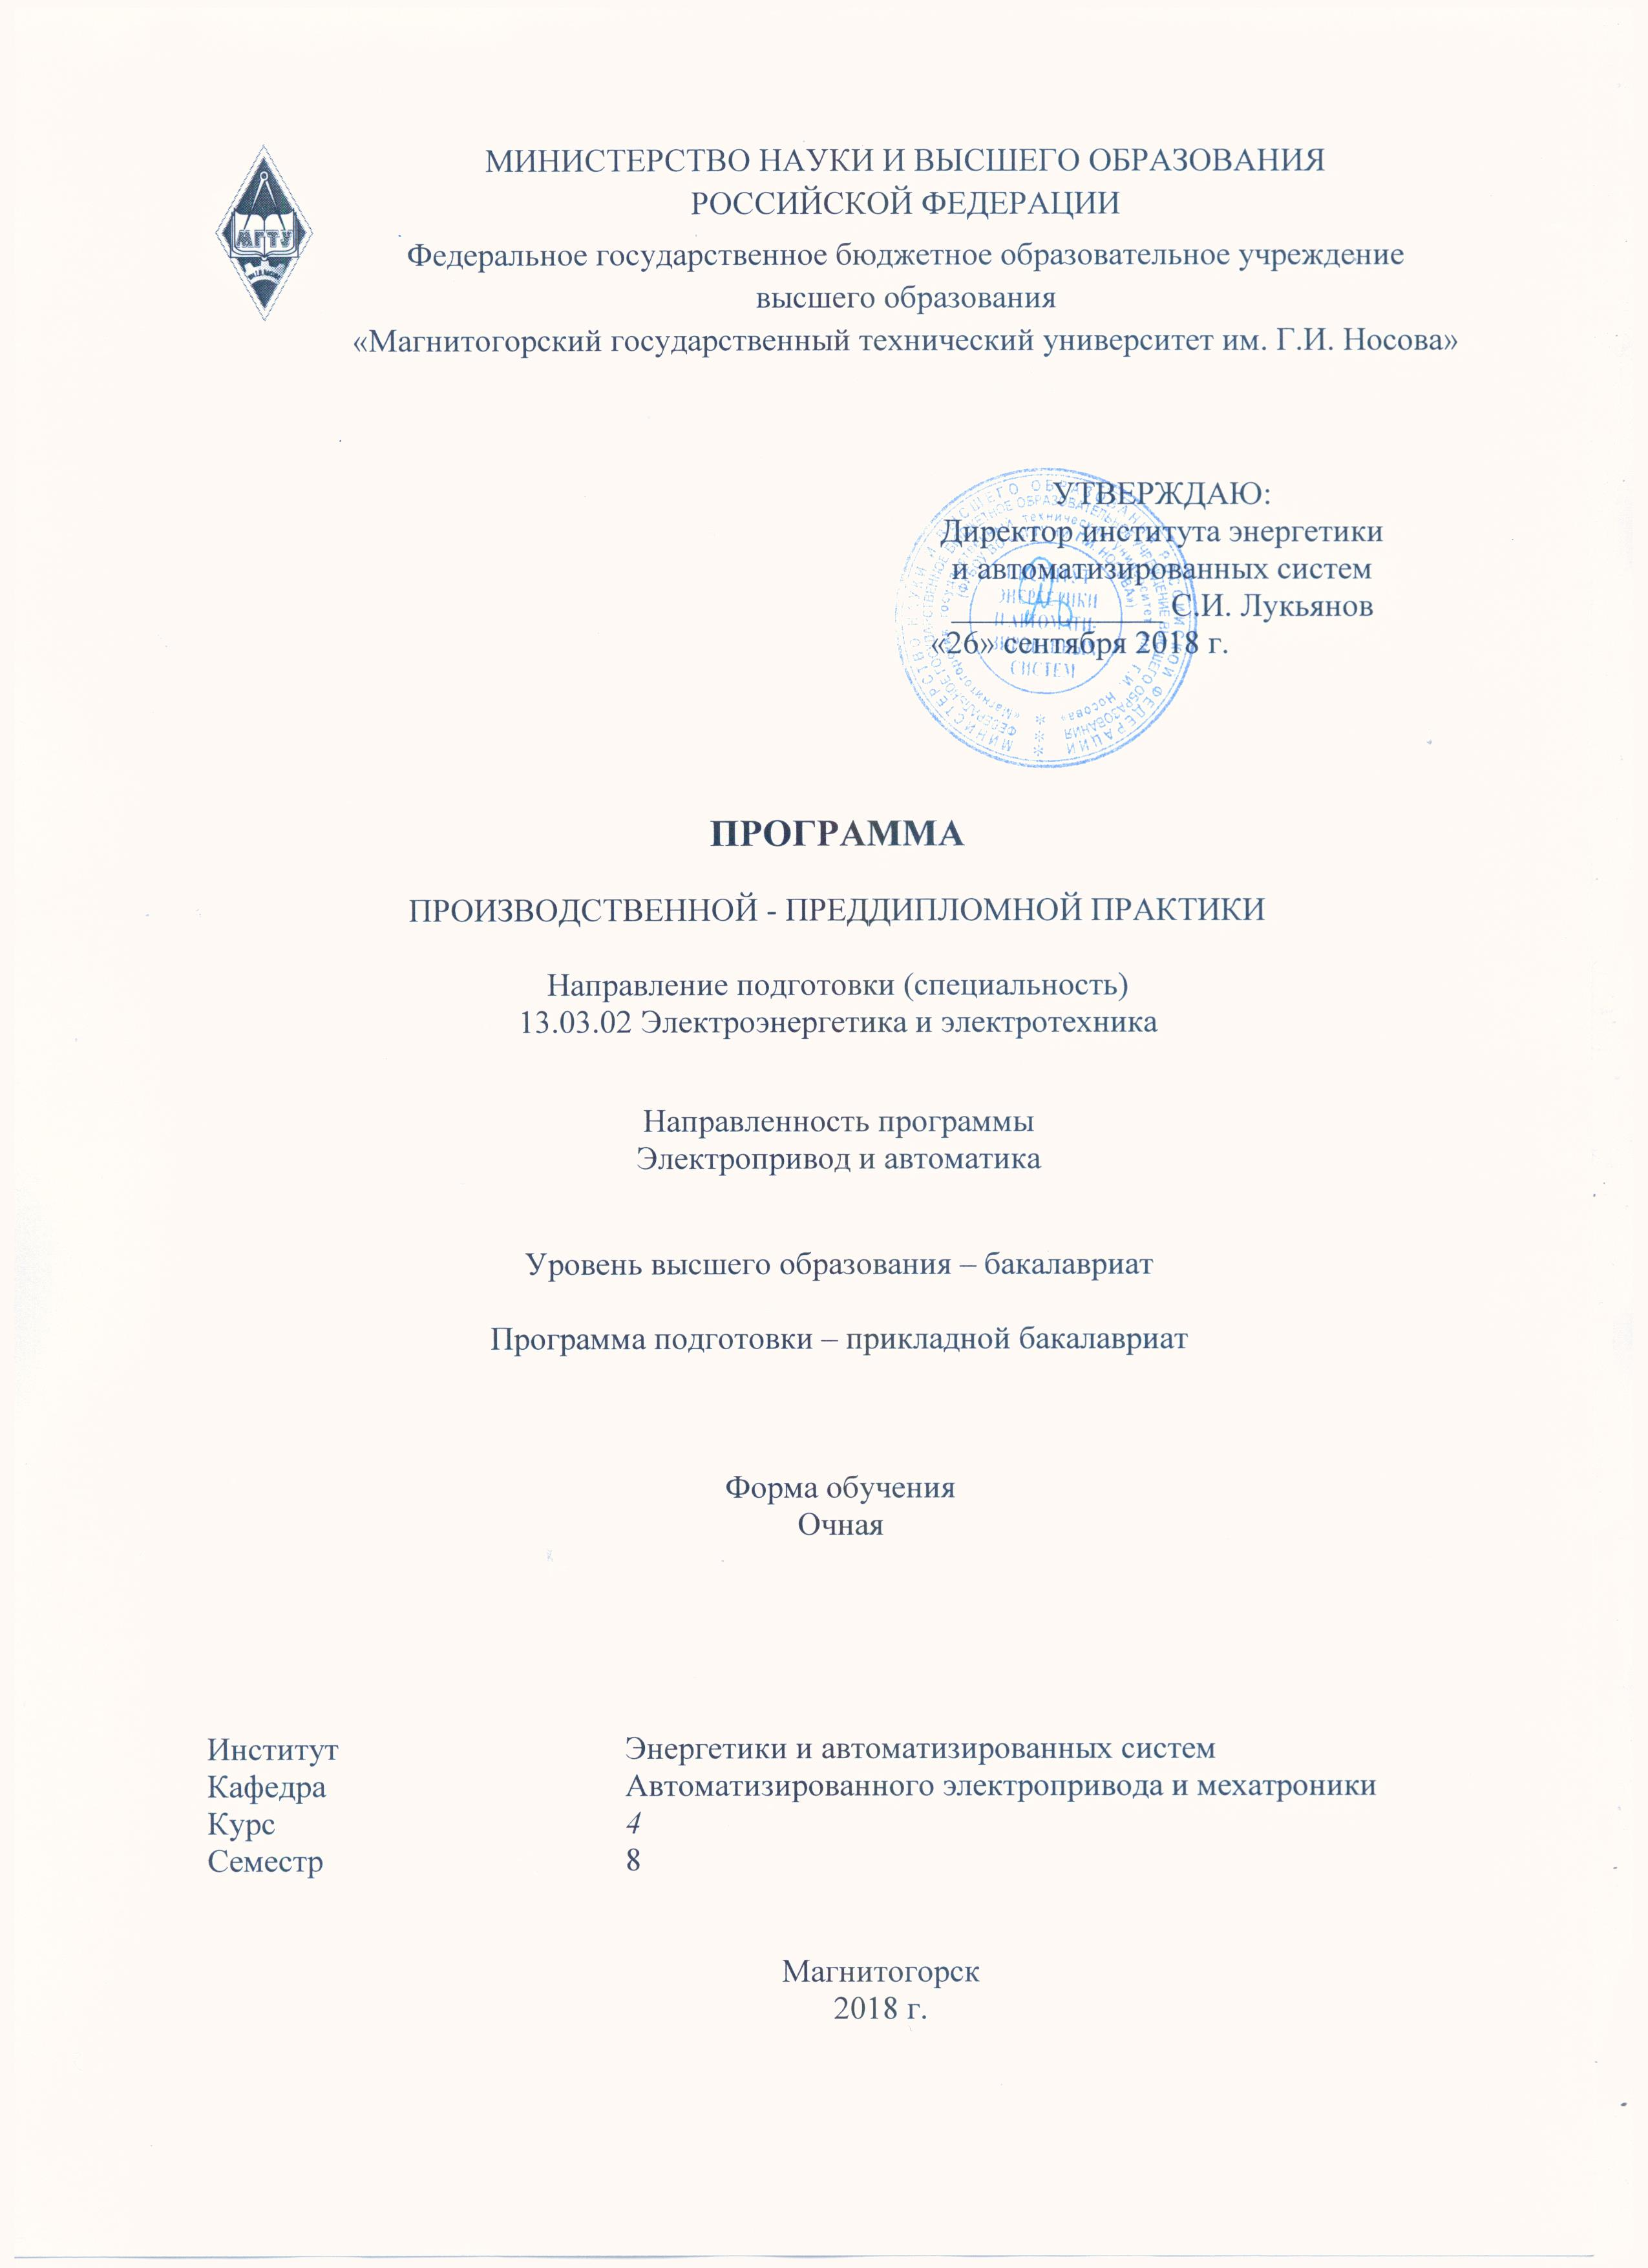 МИНИСТЕРСТВО НАУКИ И ВЫСШЕГО ОБРАЗОВАНИЯ
РОССИЙСКОЙ ФЕДЕРАЦИИ
Федеральное государственное бюджетное образовательное учреждение
высшего образования
«Магнитогорский государственный технический университет им. Г.И. Носова»
МГТУ
УТВЕРЖДАЮ:
Директор института энергетики
и автоматизированных систем
С.И. Лукьянов
«26» сентября 2018 г.
ПРОГРАММА
ПРОИЗВОДСТВЕННОЙ - ПРЕДДИПЛОМНОЙ ПРАКТИКИ
Направление подготовки (специальность)
13.03.02 Электроэнергетика и электротехника
Направленность программы
Электропривод и автоматика
Уровень высшего образования – бакалавриат
Программа подготовки – прикладной бакалавриат
Форма обучения
Очная
Институт Энергетики и автоматизированных систем
Кафедра Автоматизированного электропривода и мехатроники
Курс 4
Семестр 8
Магнитогорск
2018 г.